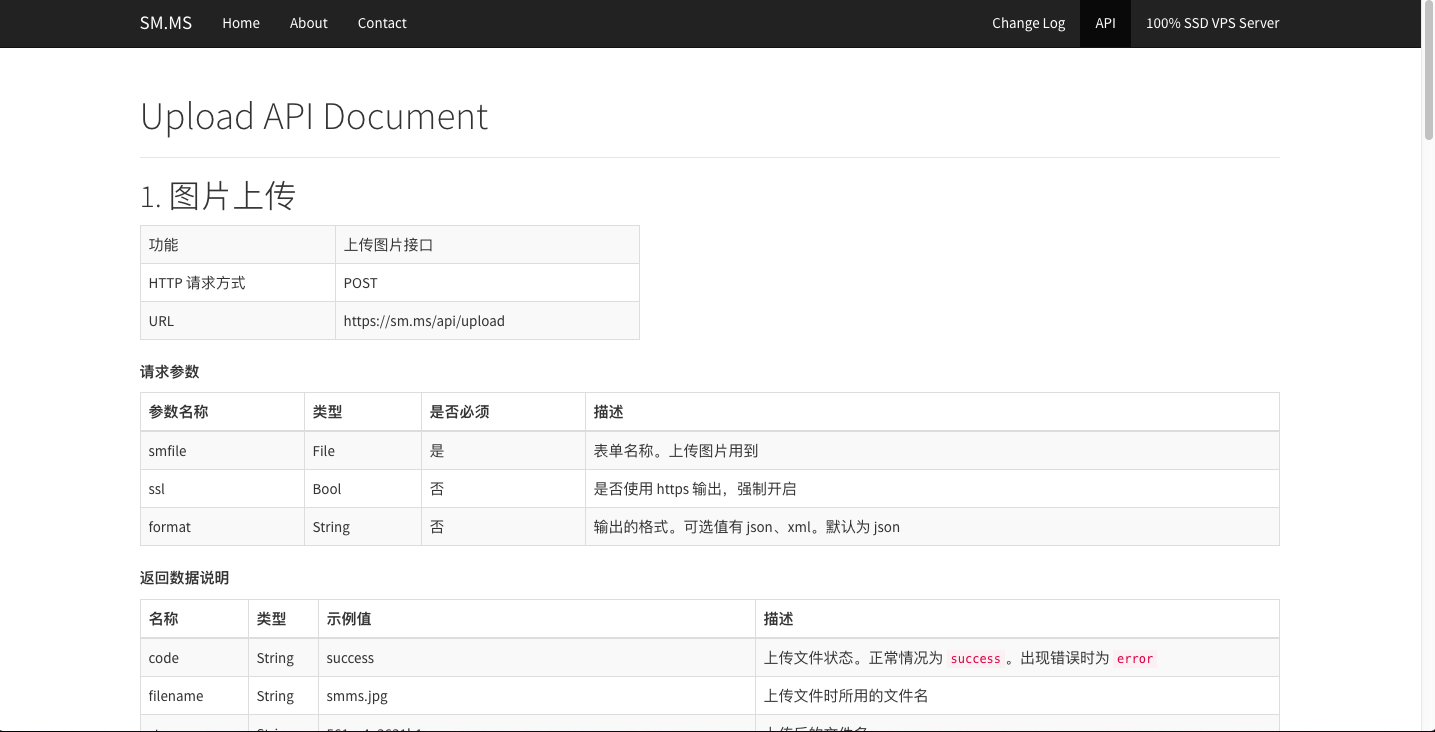 SM.MS Home About Contact Change Log API 100% SSD VPS Server
Upload API Document
1. 图片上传
功能 上传图片接口
HTTP 请求方式 POST
URL https://sm.ms/api/upload
请求参数
参数名称 类型 是否必须 描述
smfile File 是 表单名称。上传图片用到
ssl Bool 否 是否使用 https 输出，强制开启
format String 否 输出的格式。可选值有 json、xml。默认为 json
返回数据说明
名称 类型 示例值 描述
code String success 上传文件状态。正常情况为 success 。出现错误时为 error
filename String smms.jpg 上传文件时所用的文件名